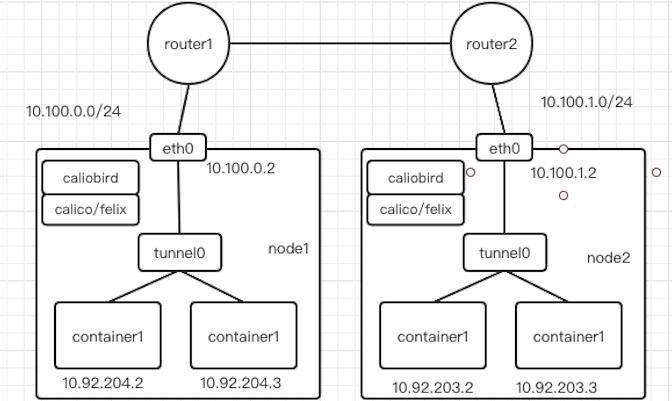 router1
router2
10.100.0.0/24
10.100.1.0/24
eth0
10.100.0.2
caliobird
calico/felix
tunnel0
node1
container1
container1
10.92.204.2
10.92.204.3
eth0
10.100.1.2
caliobird
calico/felix
tunnel0
node2
container1
container1
10.92.203.2
10.92.203.3